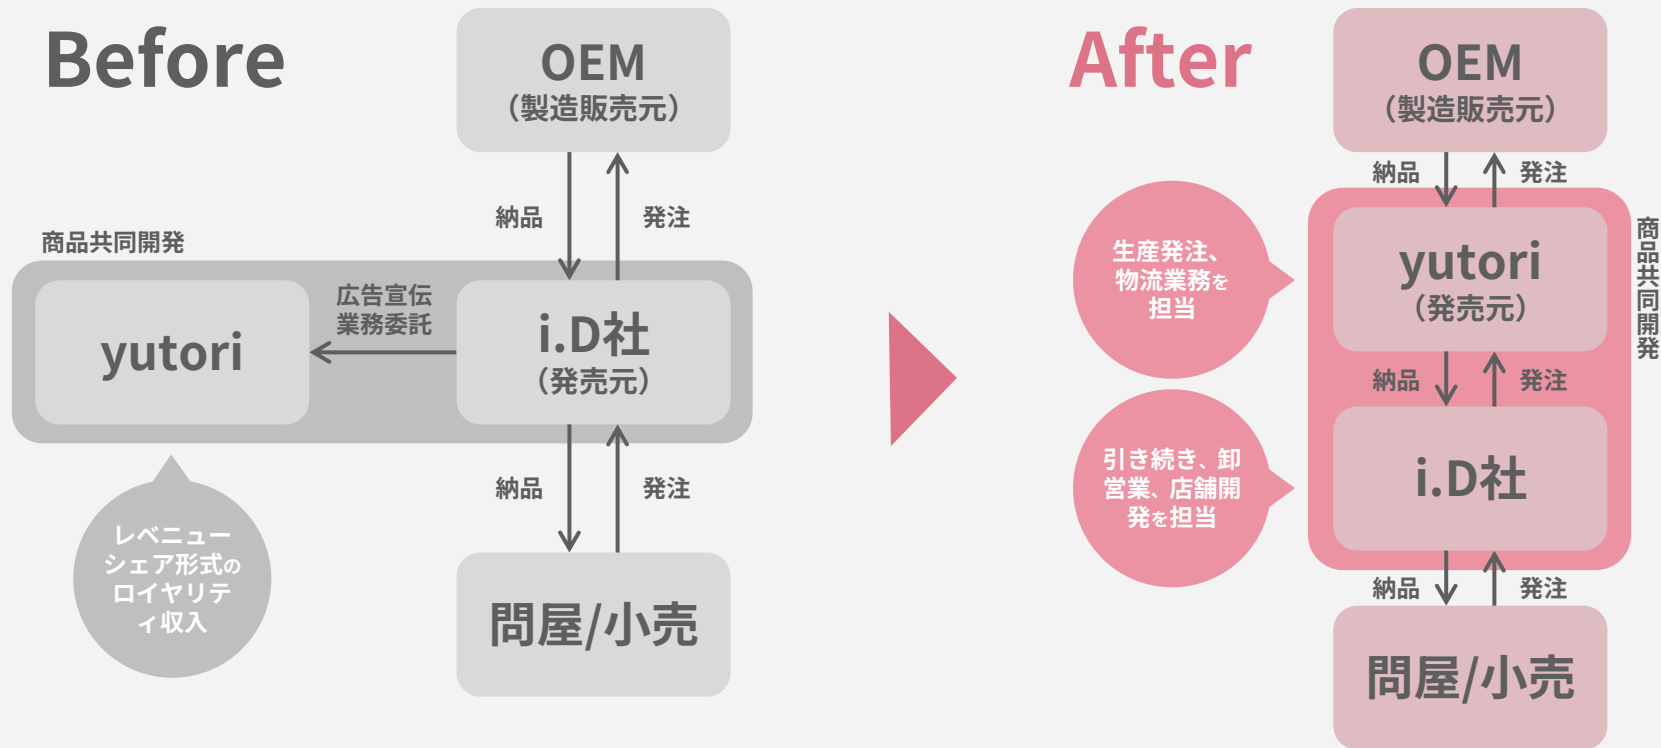 Before
OEM
（製造販売元）
納品
発注
商品共同開発
yutori
広告宣伝
業務委託
i.D社
（発売元）
納品
発注
レベニュー
シェア形式の
ロイヤリテ
ィ収入
問屋/小売
After
OEM
（製造販売元）
納品
発注
商品共同開発
生産発注、
物流業務を
担当
yutori
（発売元）
納品
発注
引き続き、卸
営業、店舗開
発を担当
i.D社
納品
発注
問屋/小売